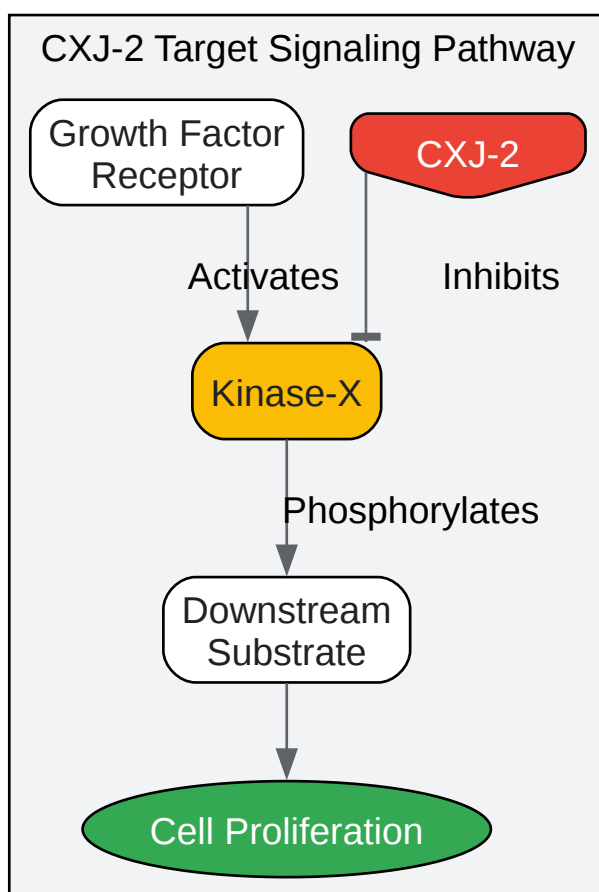 CXJ-2 Target Signaling Pathway
Growth Factor
Receptor
CXJ-2
Activates
Inhibits
Kinase-X
Phosphorylates
Downstream
Substrate
Cell Proliferation